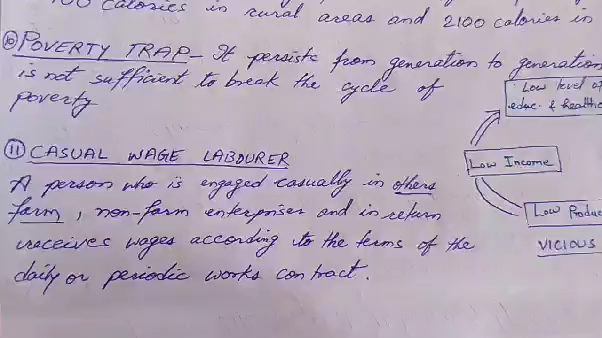 calories in rural areas and 2100 calories in
⑩ POVERTY TRAP - It persists from generation to generation
is not sufficient to break the cycle of
poverty
Low level of
educ. & healthc
Low Income
Low Produc
VICIOUS
⑪ CASUAL WAGE LABOURER
A person who is engaged casually in others
farm, non-farm enterprises and in return
receives wages according to the terms of the
daily or periodic works contract.